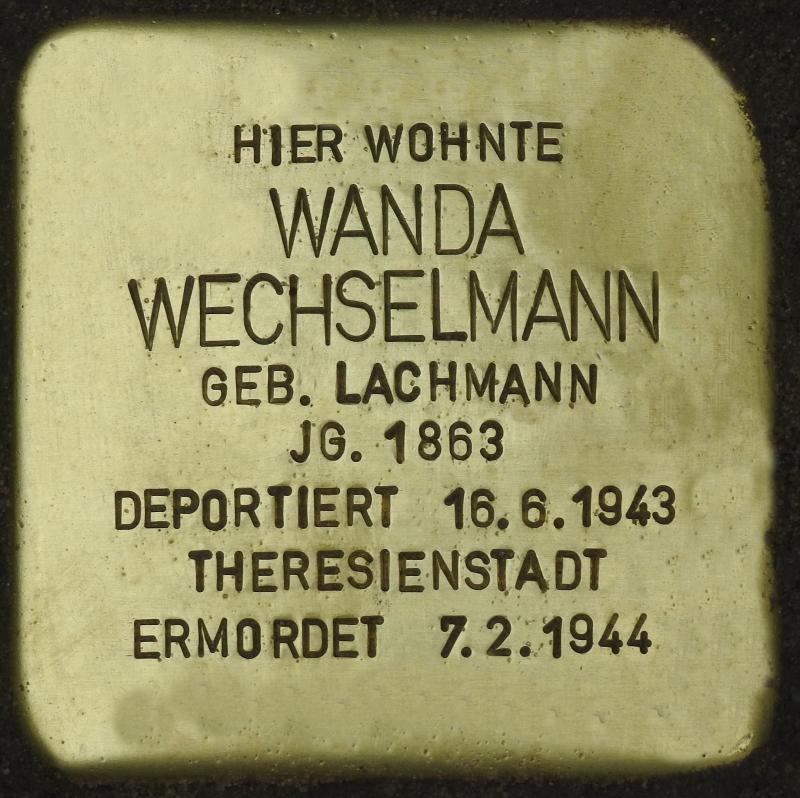 HIER WOHNTE
WANDA
WECHSELMANN
GEB. LACHMANN
JG. 1863
DEPORTIERT 16.6.1943
THERESIENSTADT
ERMORDET 7.2.1944